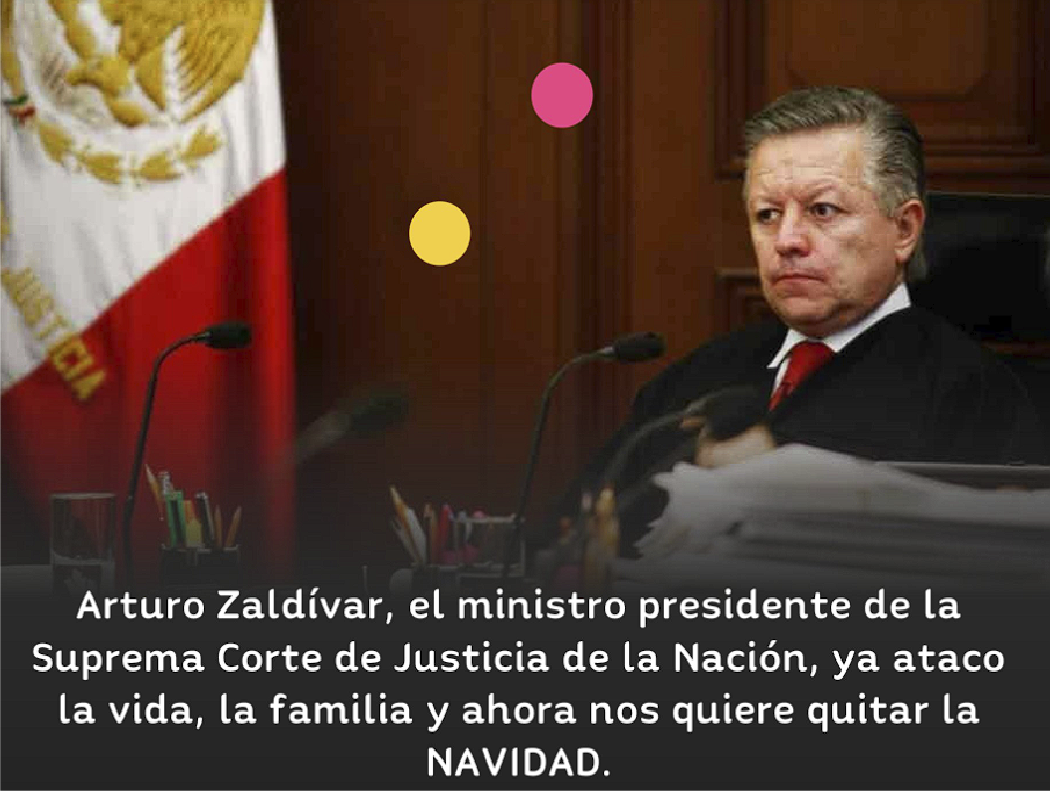 JUSTICIA
Arturo Zaldívar, el ministro presidente de la
Suprema Corte de Justicia de la Nación, ya ataco
la vida, la familia y ahora nos quiere quitar la
NAVIDAD.